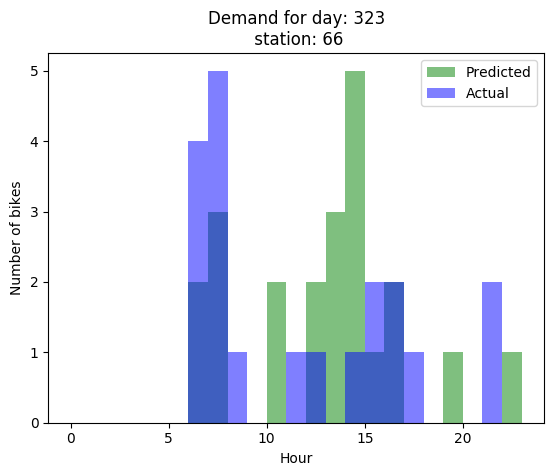 Demand for day: 323
station: 66
Predicted
Actual
Number of bikes
5
4
3
2
1
0
0
5
10
15
20
Hour